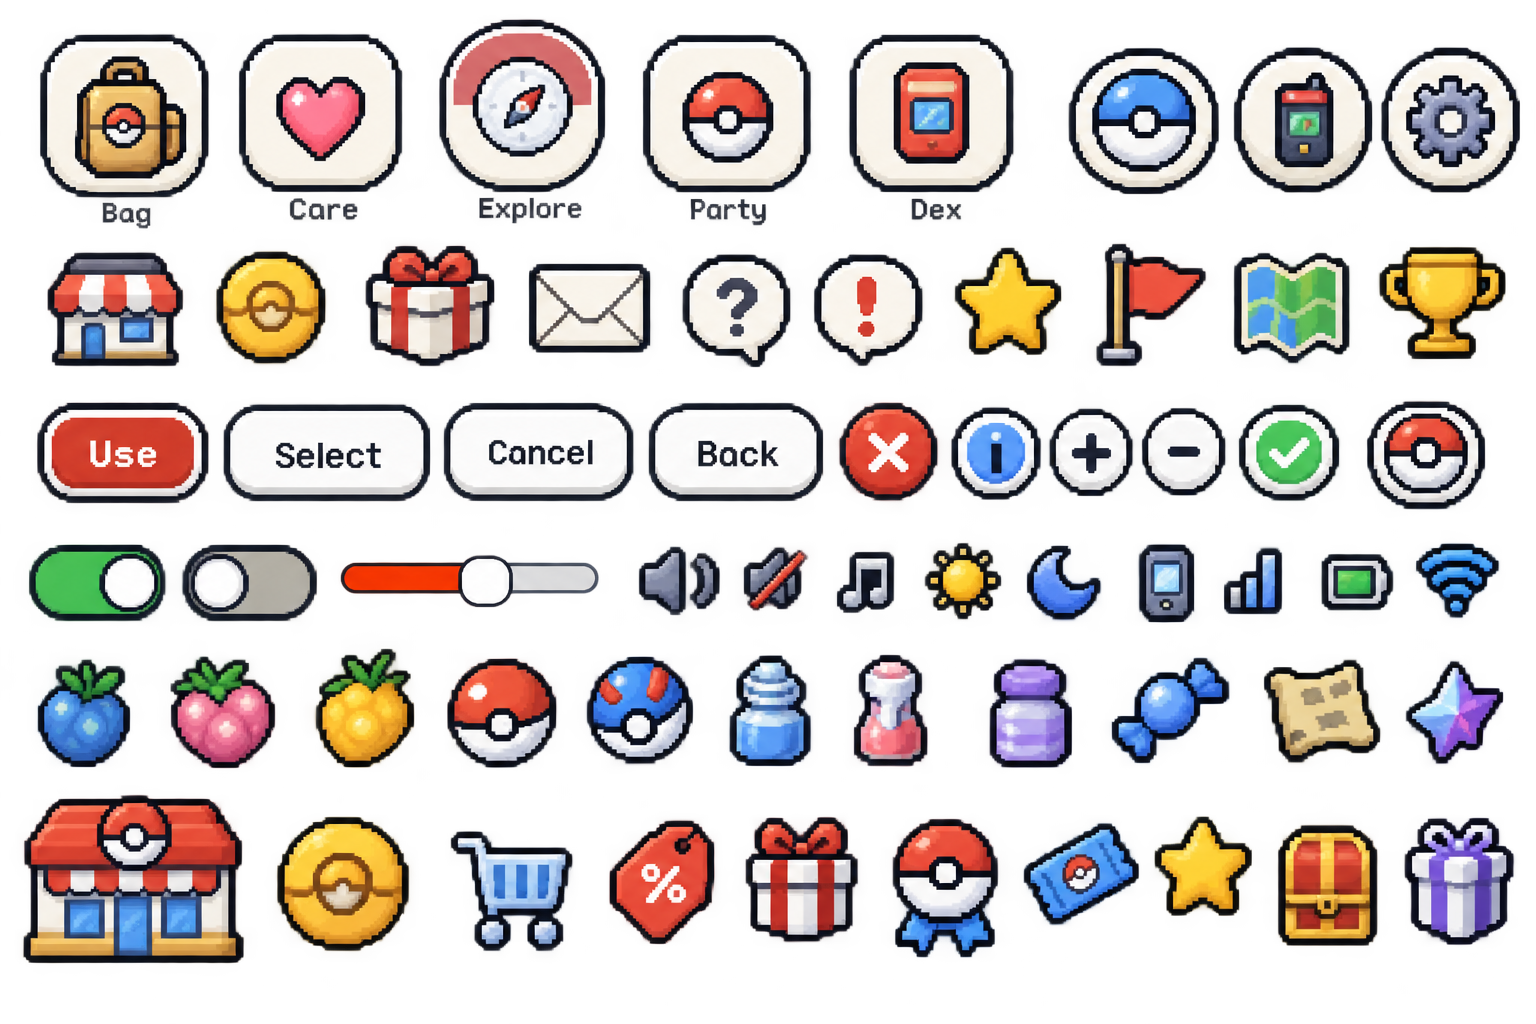 Bag
Care
Explore
Party
Dex
?
!
Use
Select
Cancel
Back
i
+
-
%